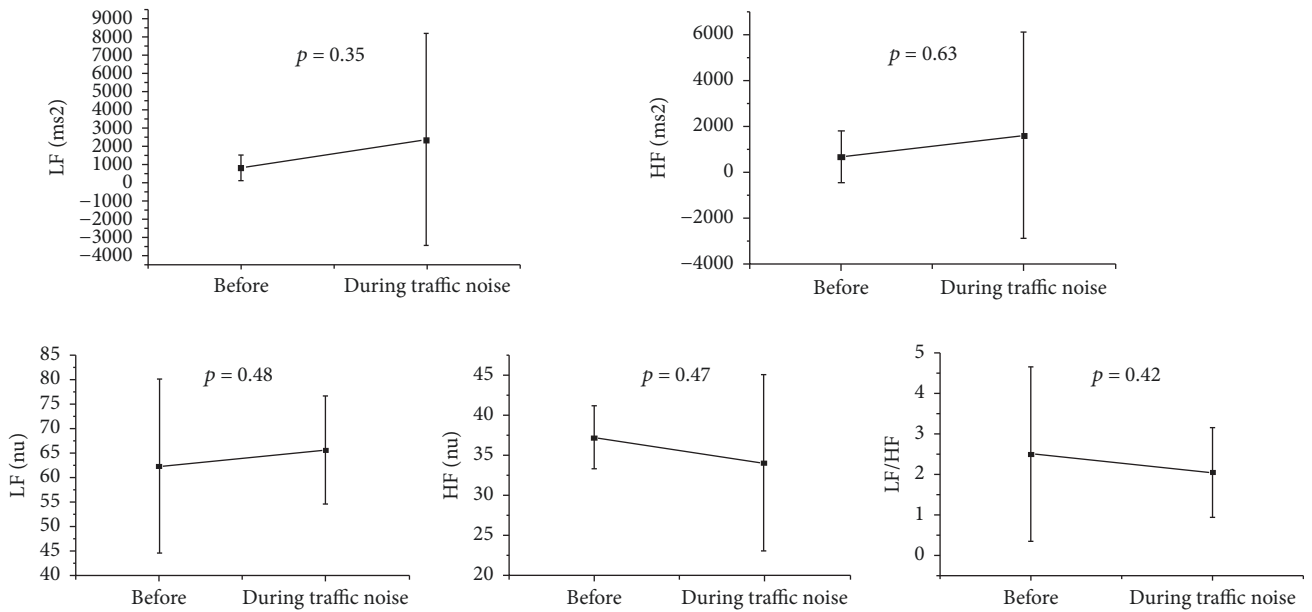 9000
8000
7000
6000
5000
4000
3000
2000
1000
0
−1000
−2000
−3000
−4000
LF (ms2)
p = 0.35
Before
During traffic noise
6000
4000
2000
0
−2000
−4000
HF (ms2)
p = 0.63
Before
During traffic noise
85
80
75
70
65
60
55
50
45
40
LF (nu)
p = 0.48
Before
During traffic noise
45
40
35
30
25
20
HF (nu)
p = 0.47
Before
During traffic noise
5
4
3
2
1
0
LF/HF
p = 0.42
Before
During traffic noise